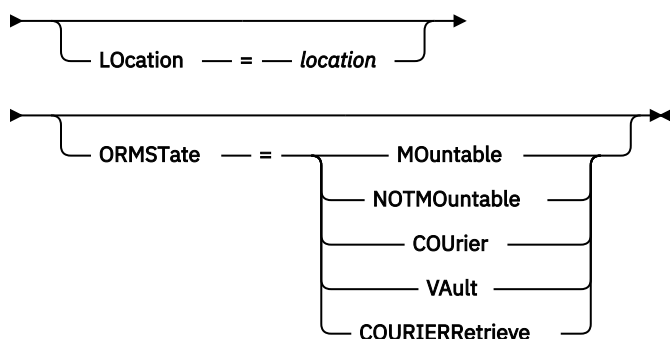 LOcation = location
ORMSTate = MOuntable
NOTMOuntable
COUrier
VAult
COURIERRetrieve